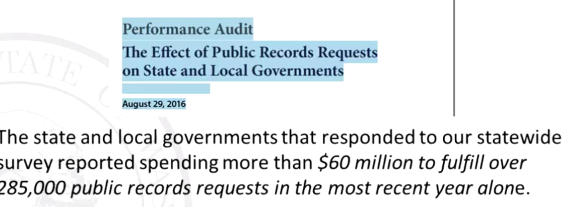 Performance Audit
The Effect of Public Records Requests
on State and Local Governments
August 29, 2016
STATE
The state and local governments that responded to our statewide
survey reported spending more than $60 million to fulfill over
285,000 public records requests in the most recent year alone.